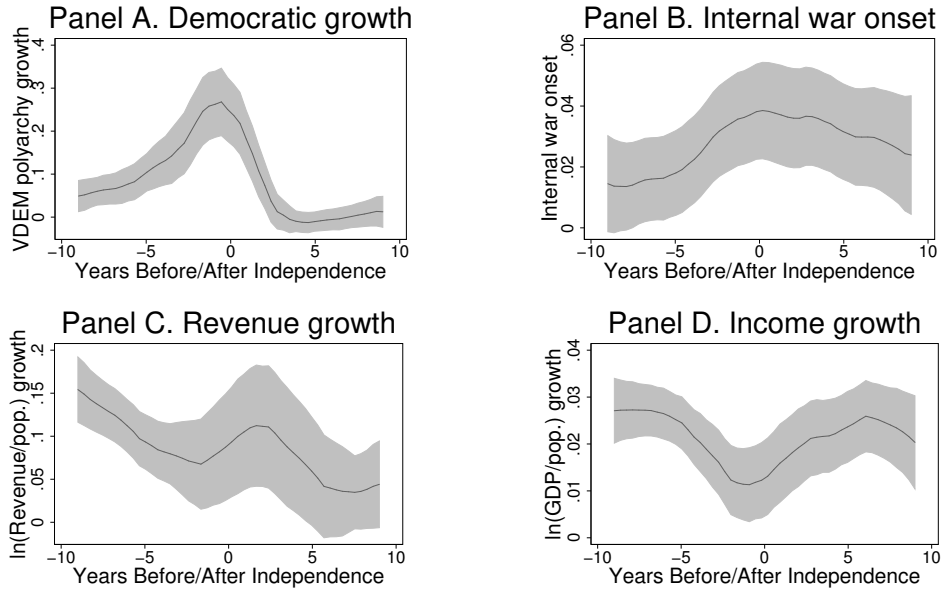 Panel A. Democratic growth
VDEM polyarchy growth
.4
.3
.2
.1
0
−10 −5 0 5 10
Years Before/After Independence
Panel B. Internal war onset
Internal war onset
.06
.04
.02
0
−10 −5 0 5 10
Years Before/After Independence
Panel C. Revenue growth
ln(Revenue/pop.) growth
.2
.15
.1
.05
0
−10 −5 0 5 10
Years Before/After Independence
Panel D. Income growth
ln(GDP/pop.) growth
.04
.03
.02
.01
0
−10 −5 0 5 10
Years Before/After Independence